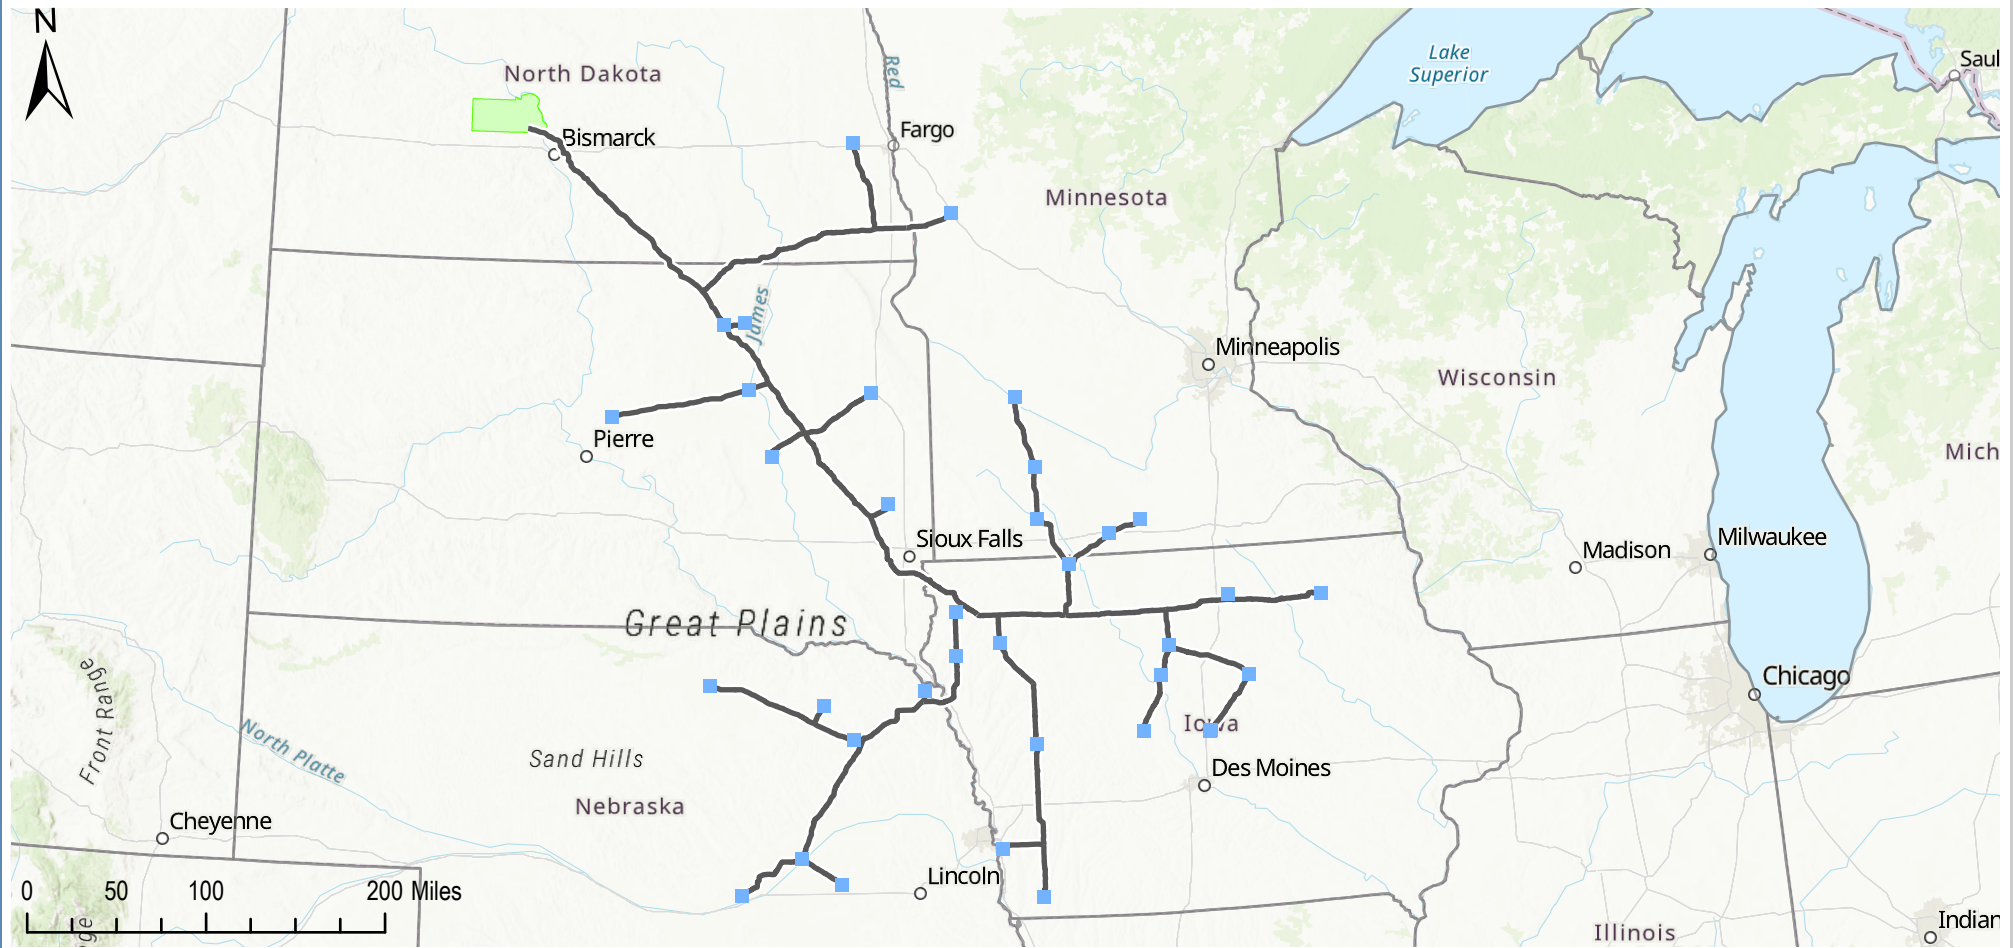 N
Lake
Superior
Saul
North Dakota
Red
Bismarck
Fargo
Minnesota
James
Minneapolis
Wisconsin
Pierre
Mich
Sioux Falls
Madison
Milwaukee
Great Plains
Chicago
Front Range
North Platte
Iowa
Sand Hills
Des Moines
Nebraska
Cheyenne
Lincoln
0 50 100 200 Miles
ge
Illinois
Indian